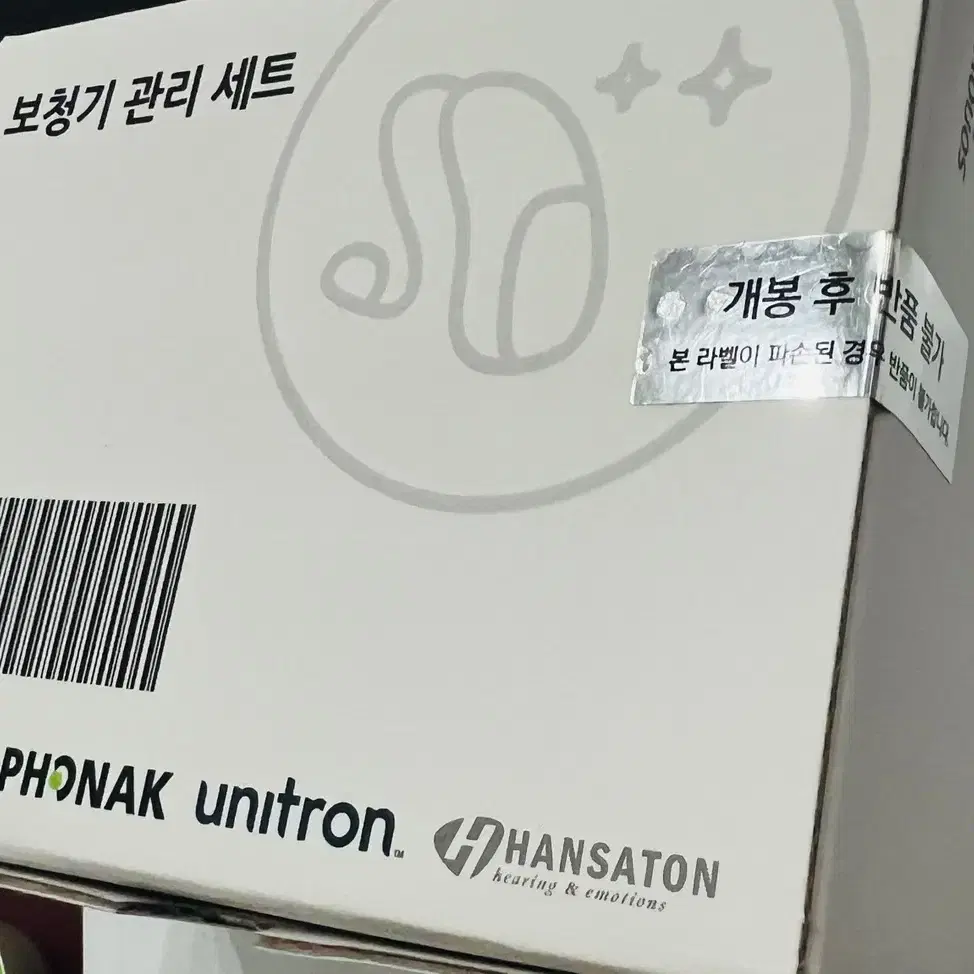 보청기 관리 세트
개봉 후 반품 불가
본 라벨이 파손된 경우 반품이 불가합니다.
PHONAK
unitron™
HANSATON
hearing & emotions